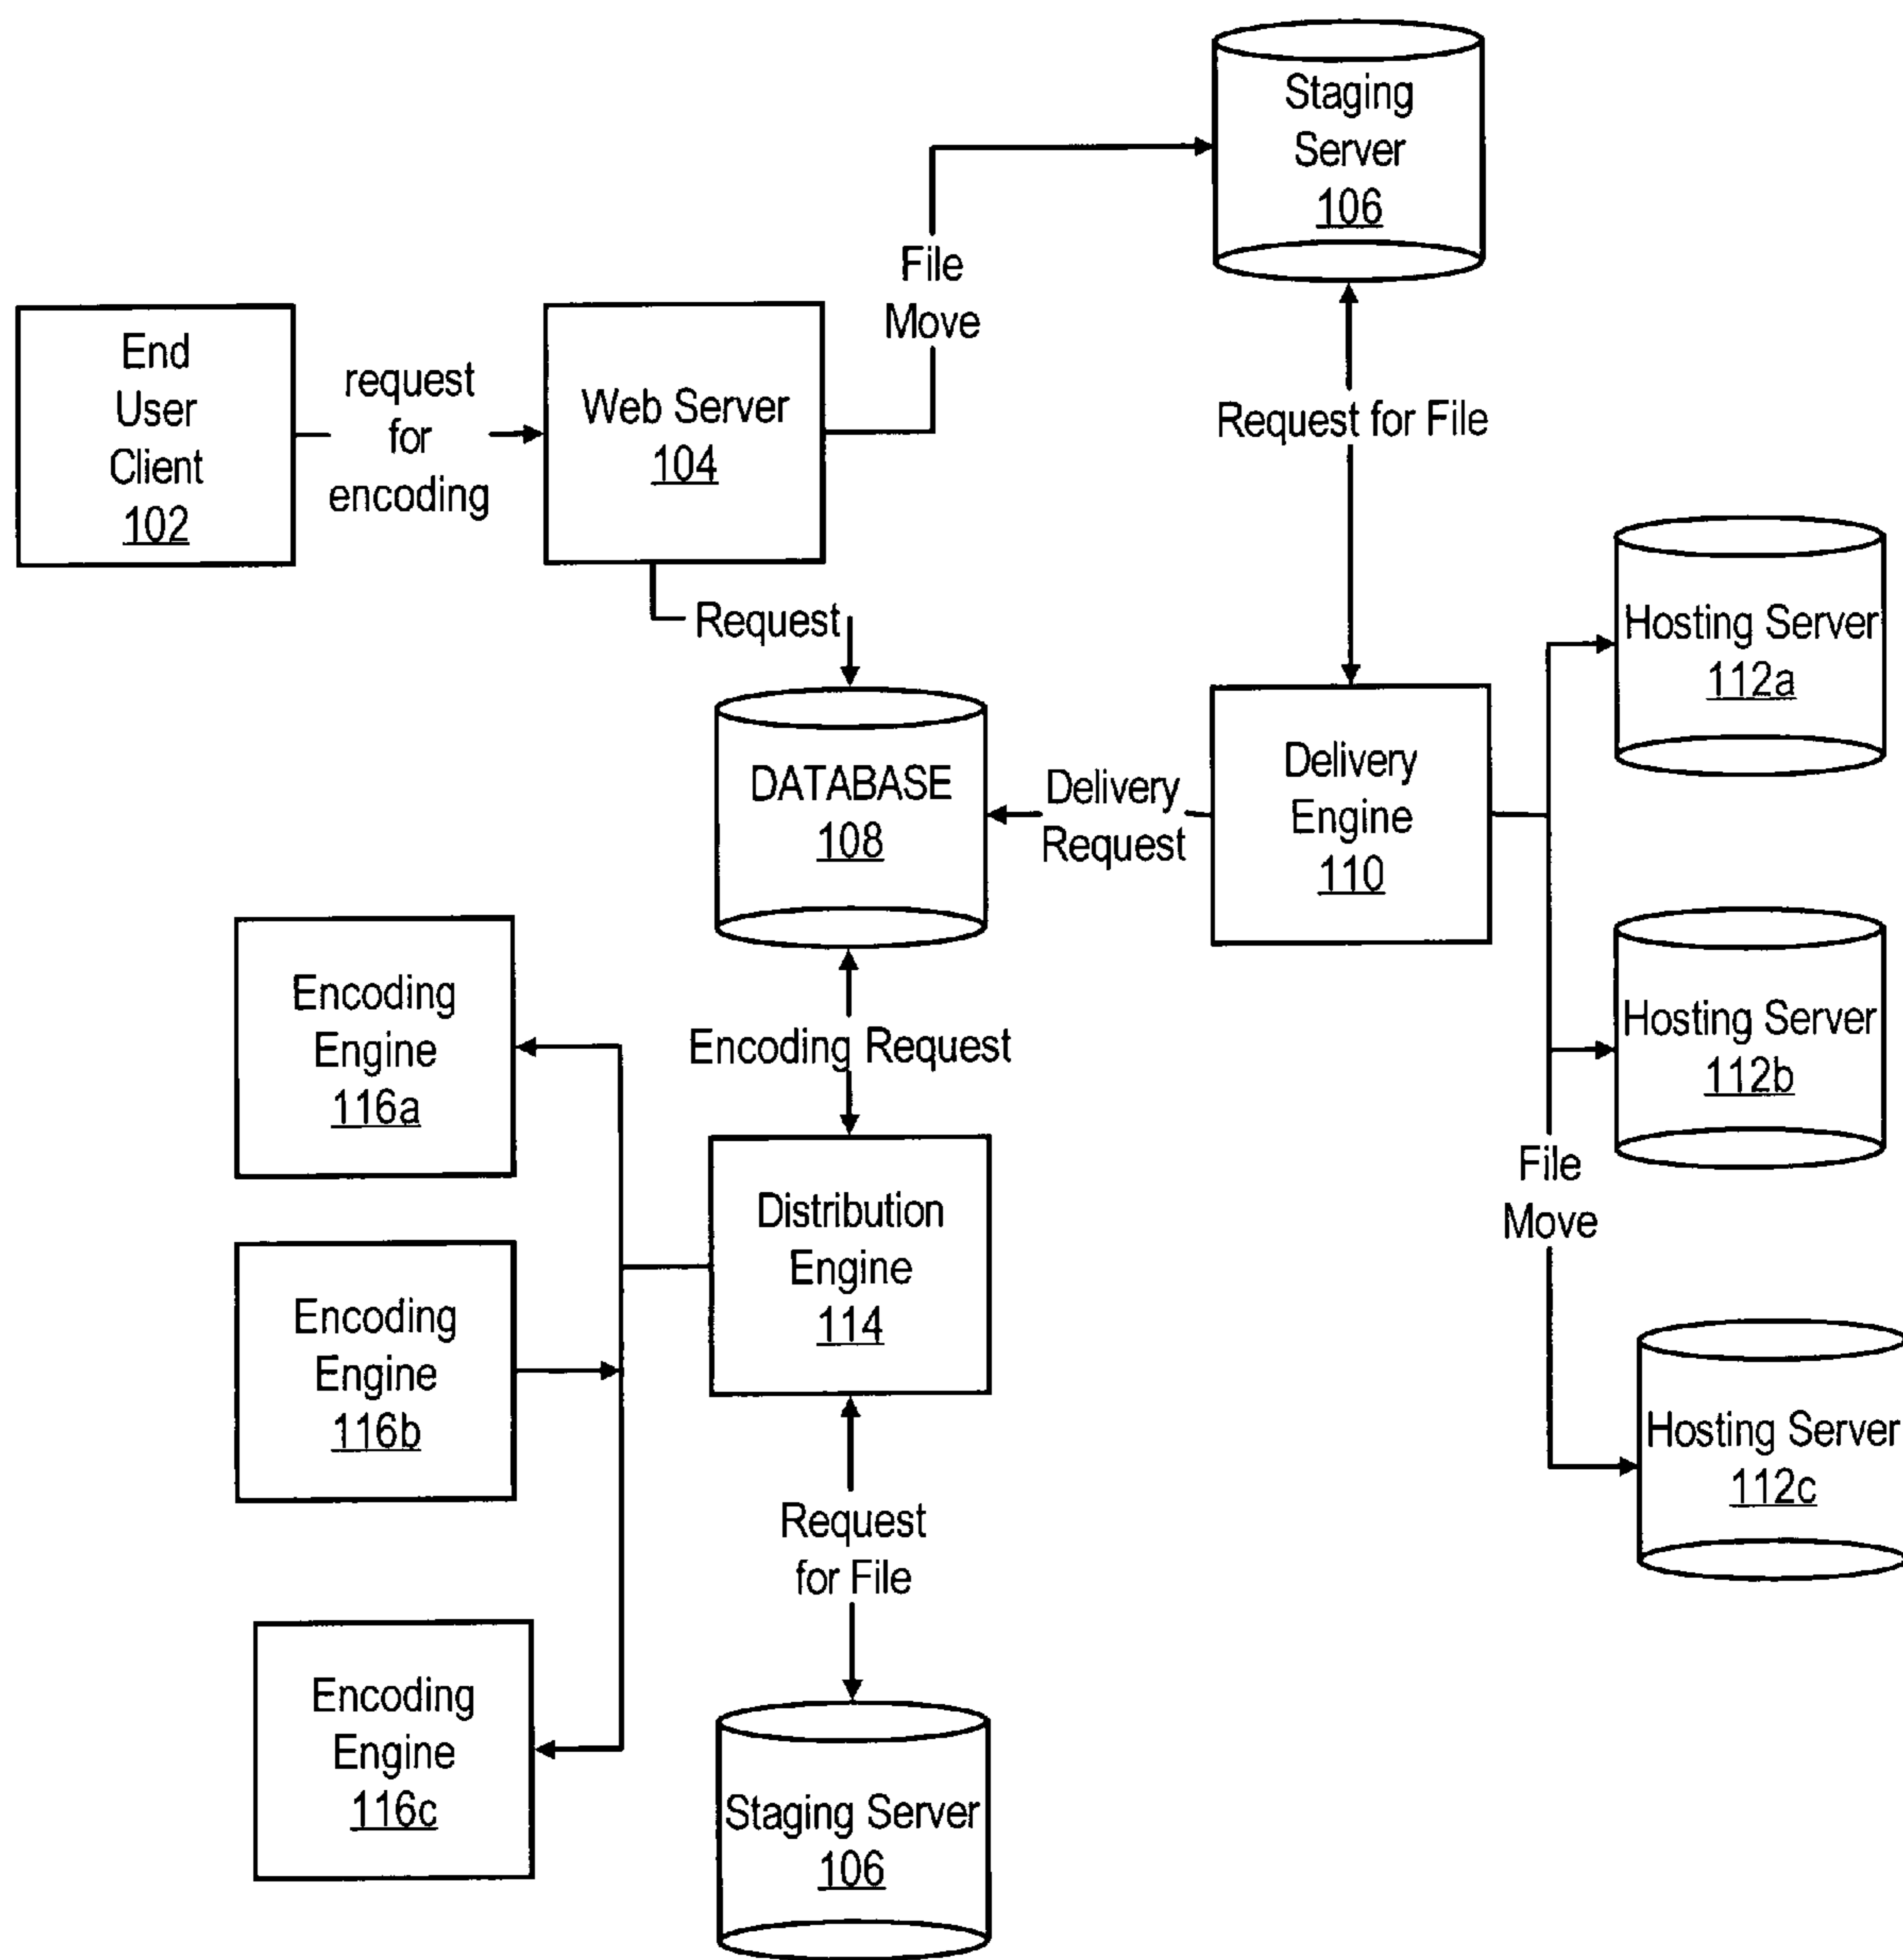 Staging
Server
106
File
Move
End
User
Client
102
request
for
encoding
Web Server
104
Request for File
Request
Hosting Server
112a
DATABASE
108
Delivery
Request
Delivery
Engine
110
Encoding
Engine
116a
Encoding Request
Hosting Server
112b
Distribution
Engine
114
File
Move
Encoding
Engine
116b
Hosting Server
112c
Request
for File
Encoding
Engine
116c
Staging Server
106